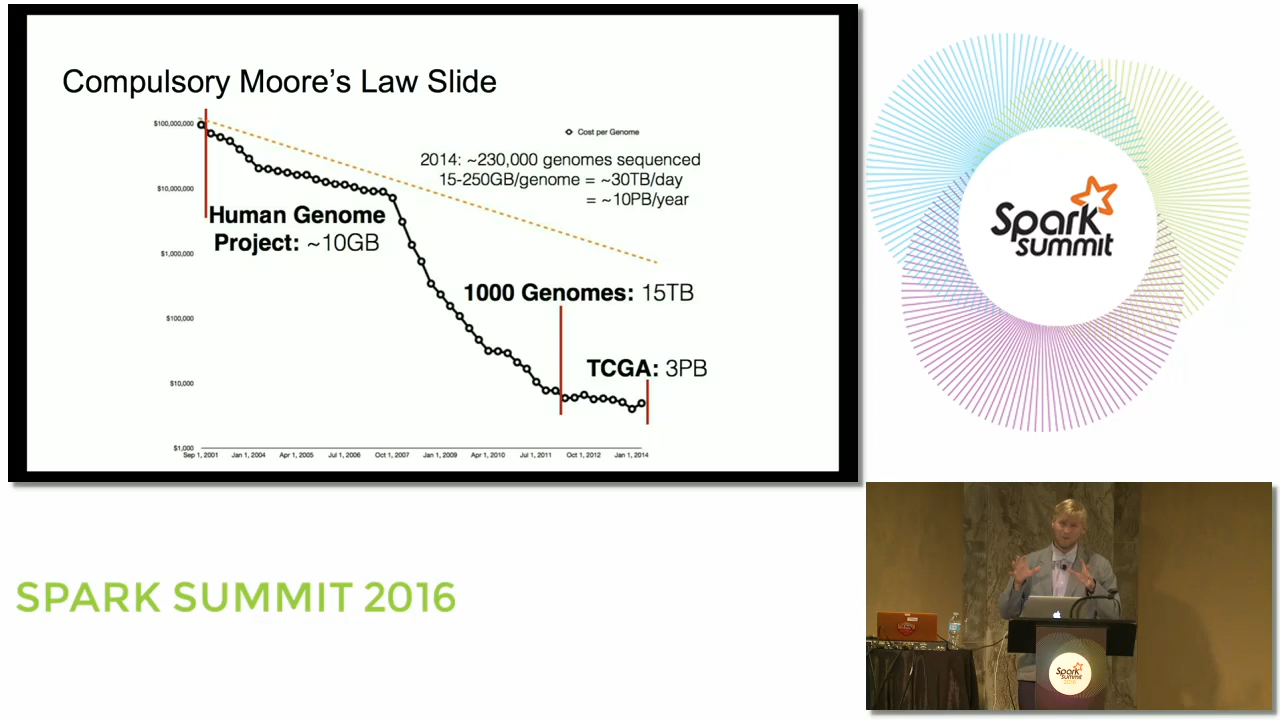 Compulsory Moore's Law Slide
$100,000,000
$10,000,000
$1,000,000
$100,000
$10,000
$1,000
Cost per Genome
2014: ~230,000 genomes sequenced
15-250GB/genome = ~30TB/day
= ~10PB/year
Human Genome
Project: ~10GB
1000 Genomes: 15TB
TCGA: 3PB
Sep 1, 2001 Jan 1, 2004 Apr 1, 2005 Jul 1, 2006 Oct 1, 2007 Jan 1, 2009 Apr 1, 2010 Jul 1, 2011 Oct 1, 2012 Jan 1, 2014
Spark
summit
SPARK SUMMIT 2016
Spark
summit
2016